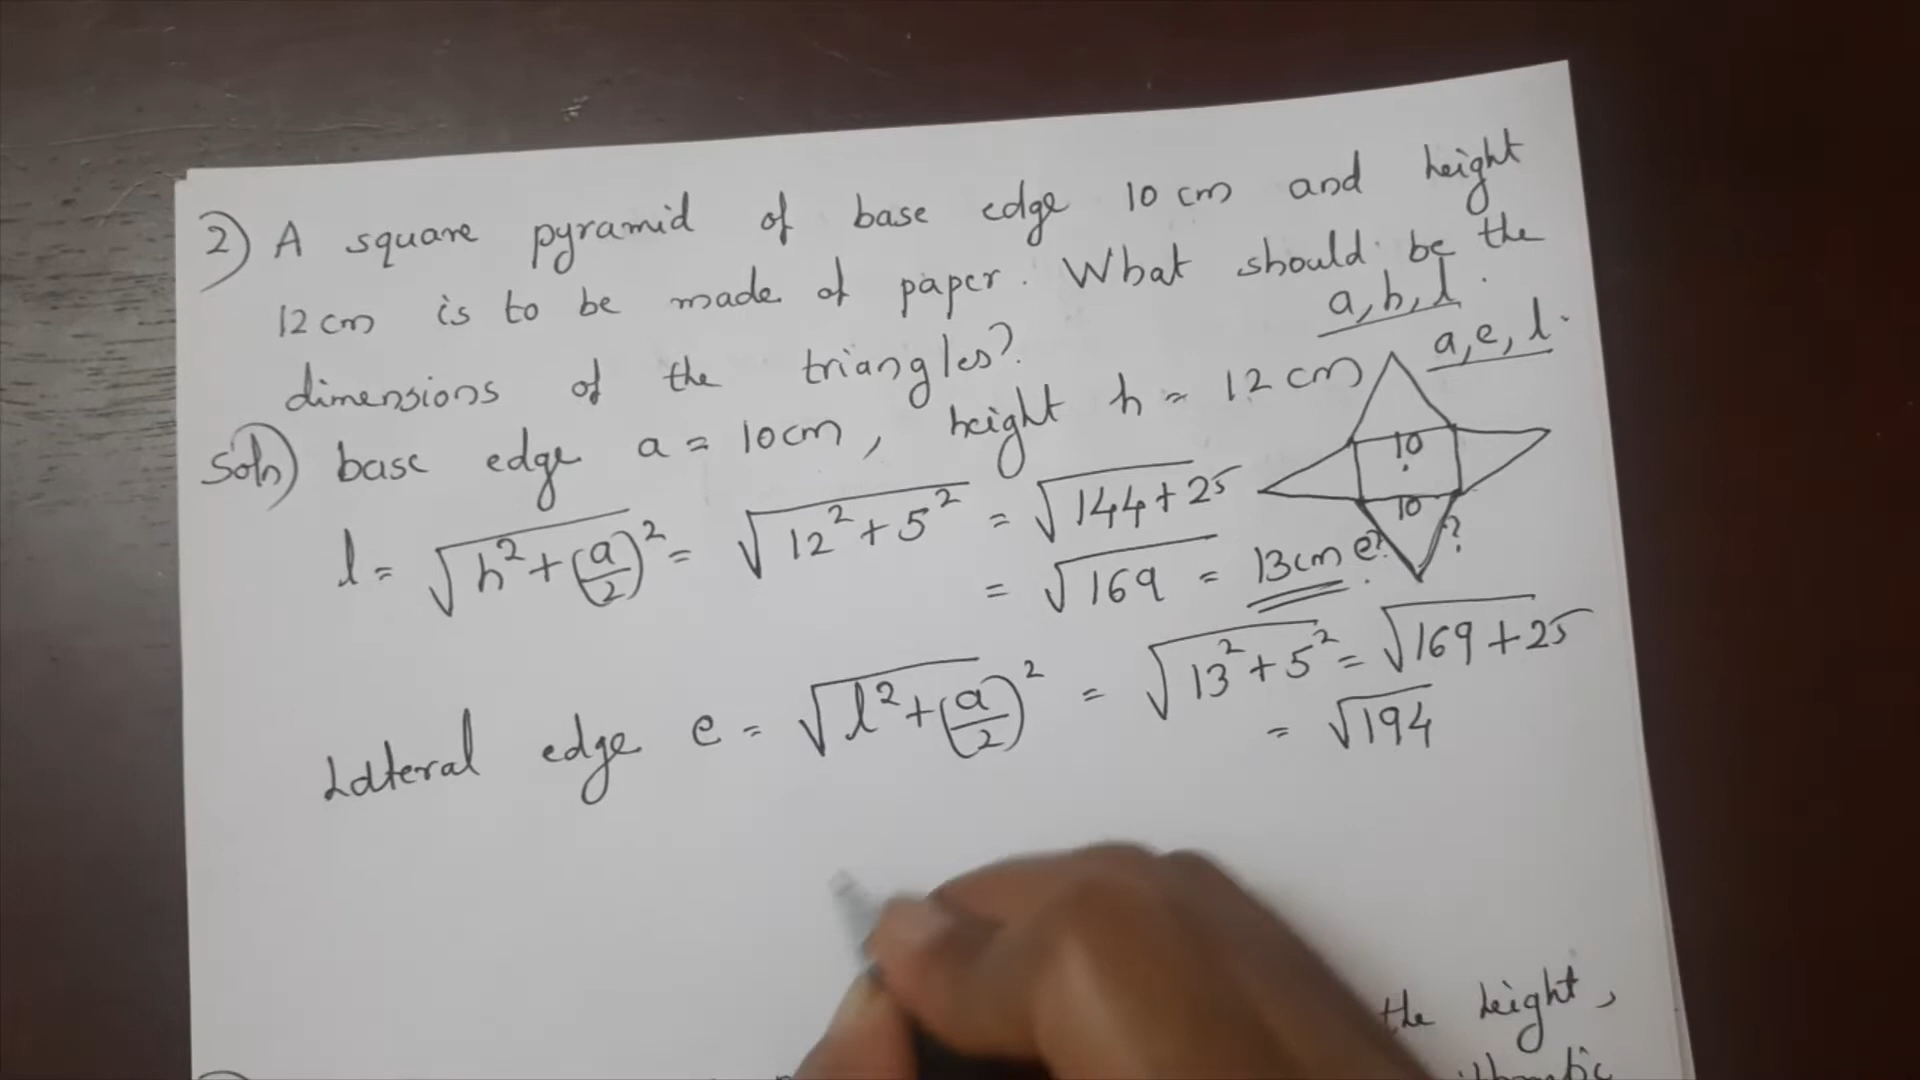 2) A square pyramid of base edge 10 cm and height
12 cm is to be made of paper. What should be the
dimensions of the triangles?
a, h, l.
a, e, l.
Soln) base edge a = 10cm, height h = 12 cm
10
10
?
e?
l = √h² + (a/2)² = √12² + 5² = √144 + 25
= √169 = 13cm
Lateral edge e = √l² + (a/2)² = √13² + 5² = √169 + 25
= √194
the height,